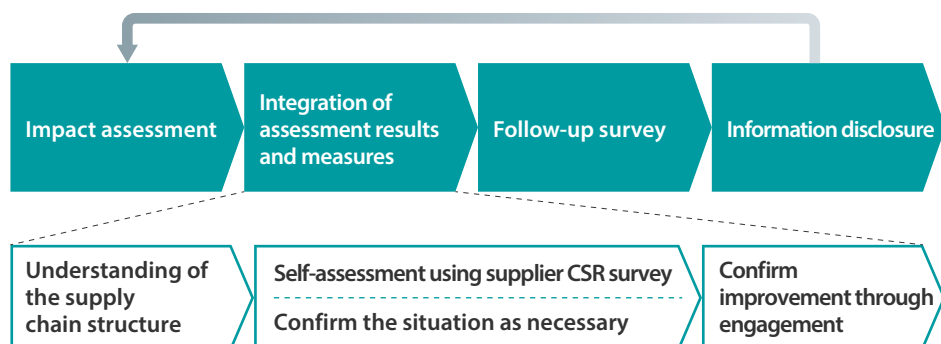 Impact assessment
Integration of
assessment results
and measures
Follow-up survey
Information disclosure
Understanding of
the supply
chain structure
Self-assessment using supplier CSR survey
Confirm the situation as necessary
Confirm
improvement through
engagement